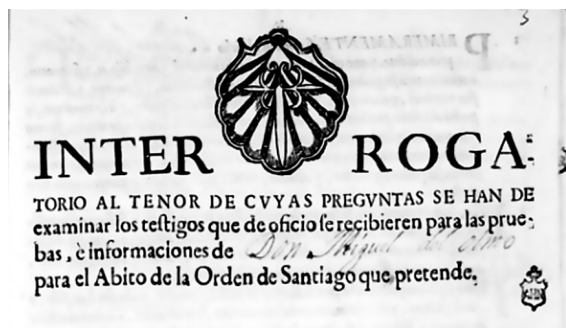 3
INTER ROGA-
TORIO AL TENOR DE CVYAS PREGVNTAS SE HAN DE
examinar los teſtigos que de oficio ſe recibieren para las prue-
bas, è informaciones de Don Miguel del olmo
para el Abito de la Orden de Santiago que pretende.